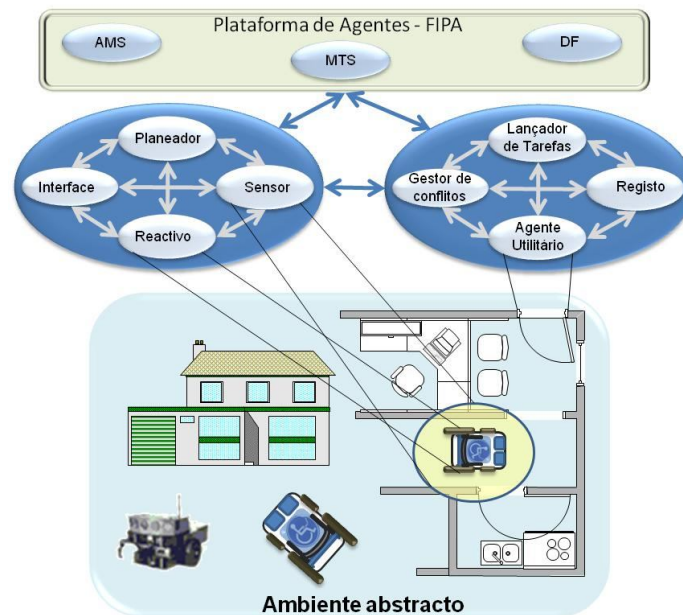 Plataforma de Agentes - FIPA
AMS
MTS
DF
Planeador
Interface
Sensor
Reactivo
Lançador
de Tarefas
Gestor de
conflitos
Registo
Agente
Utilitário
Ambiente abstracto